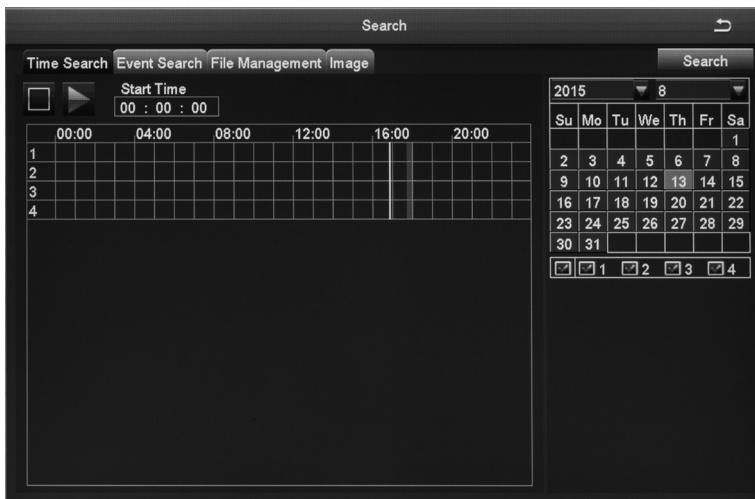 Search
Time Search Event Search File Management Image Search
Start Time
00 : 00 : 00
00:00 04:00 08:00 12:00 16:00 20:00
1
2
3
4
2015 8
Su Mo Tu We Th Fr Sa
1
2 3 4 5 6 7 8
9 10 11 12 13 14 15
16 17 18 19 20 21 22
23 24 25 26 27 28 29
30 31
1 2 3 4